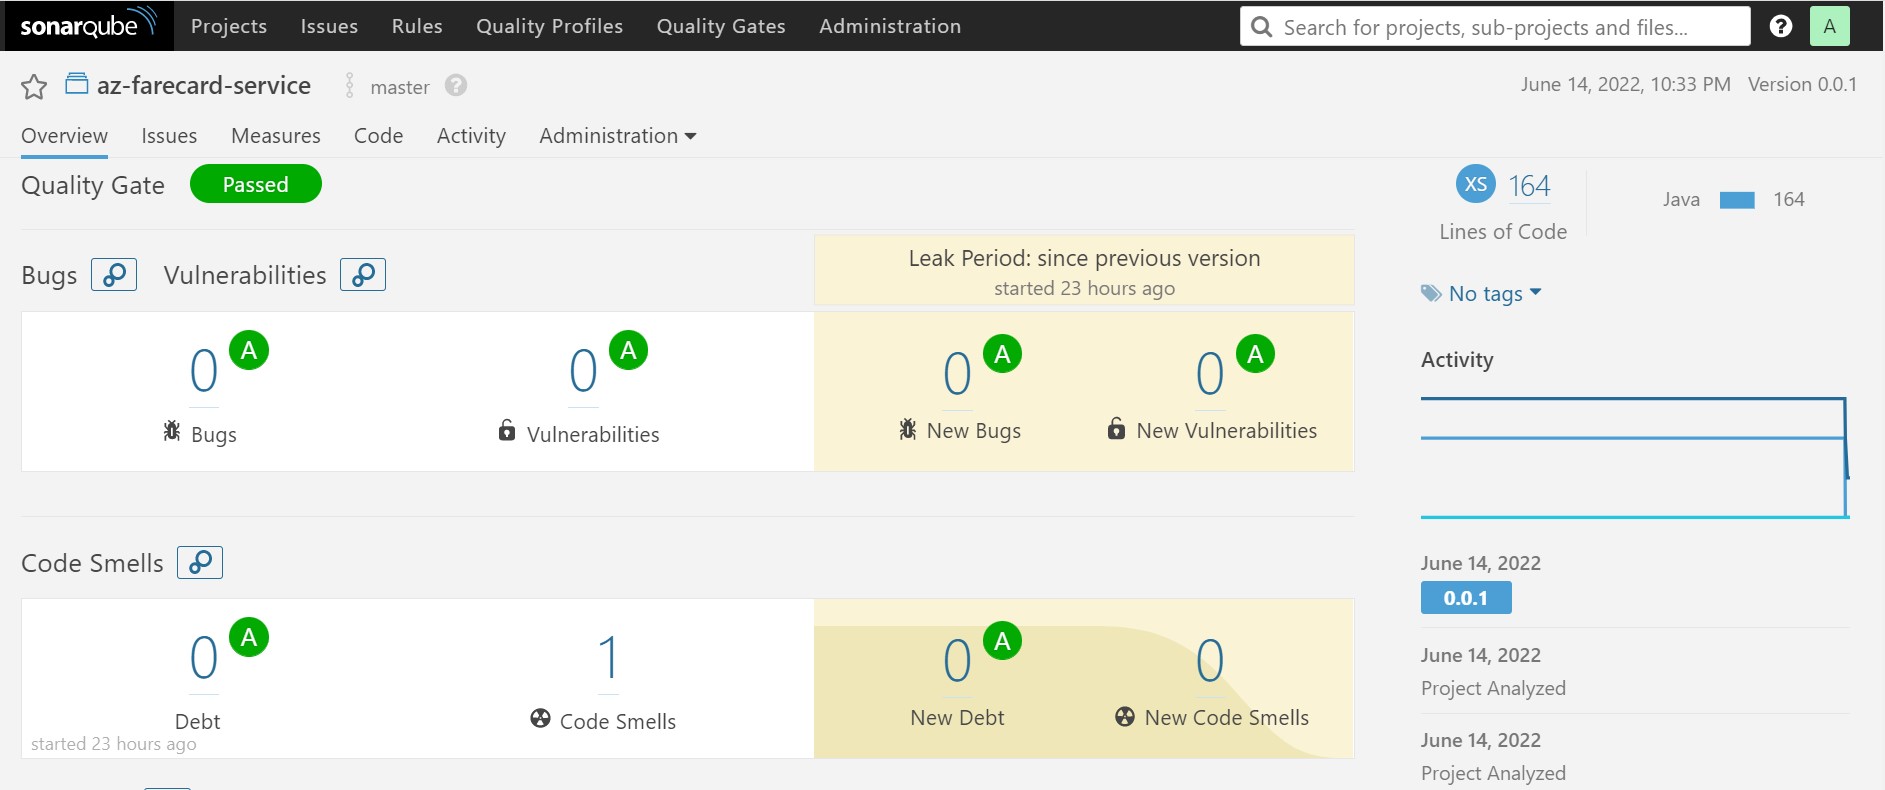 sonarqube Projects Issues Rules Quality Profiles Quality Gates Administration Search for projects, sub-projects and files... ? A
az-farecard-service master ? June 14, 2022, 10:33 PM Version 0.0.1
Overview Issues Measures Code Activity Administration
Quality Gate Passed
XS 164
Lines of Code
Java 164
No tags
Leak Period: since previous version
started 23 hours ago
Bugs Vulnerabilities
0 A 0 A 0 A 0 A
Bugs Vulnerabilities New Bugs New Vulnerabilities
Code Smells
0 A 1 0 A 0
Debt Code Smells New Debt New Code Smells
started 23 hours ago
Activity
June 14, 2022
0.0.1
June 14, 2022
Project Analyzed
June 14, 2022
Project Analyzed